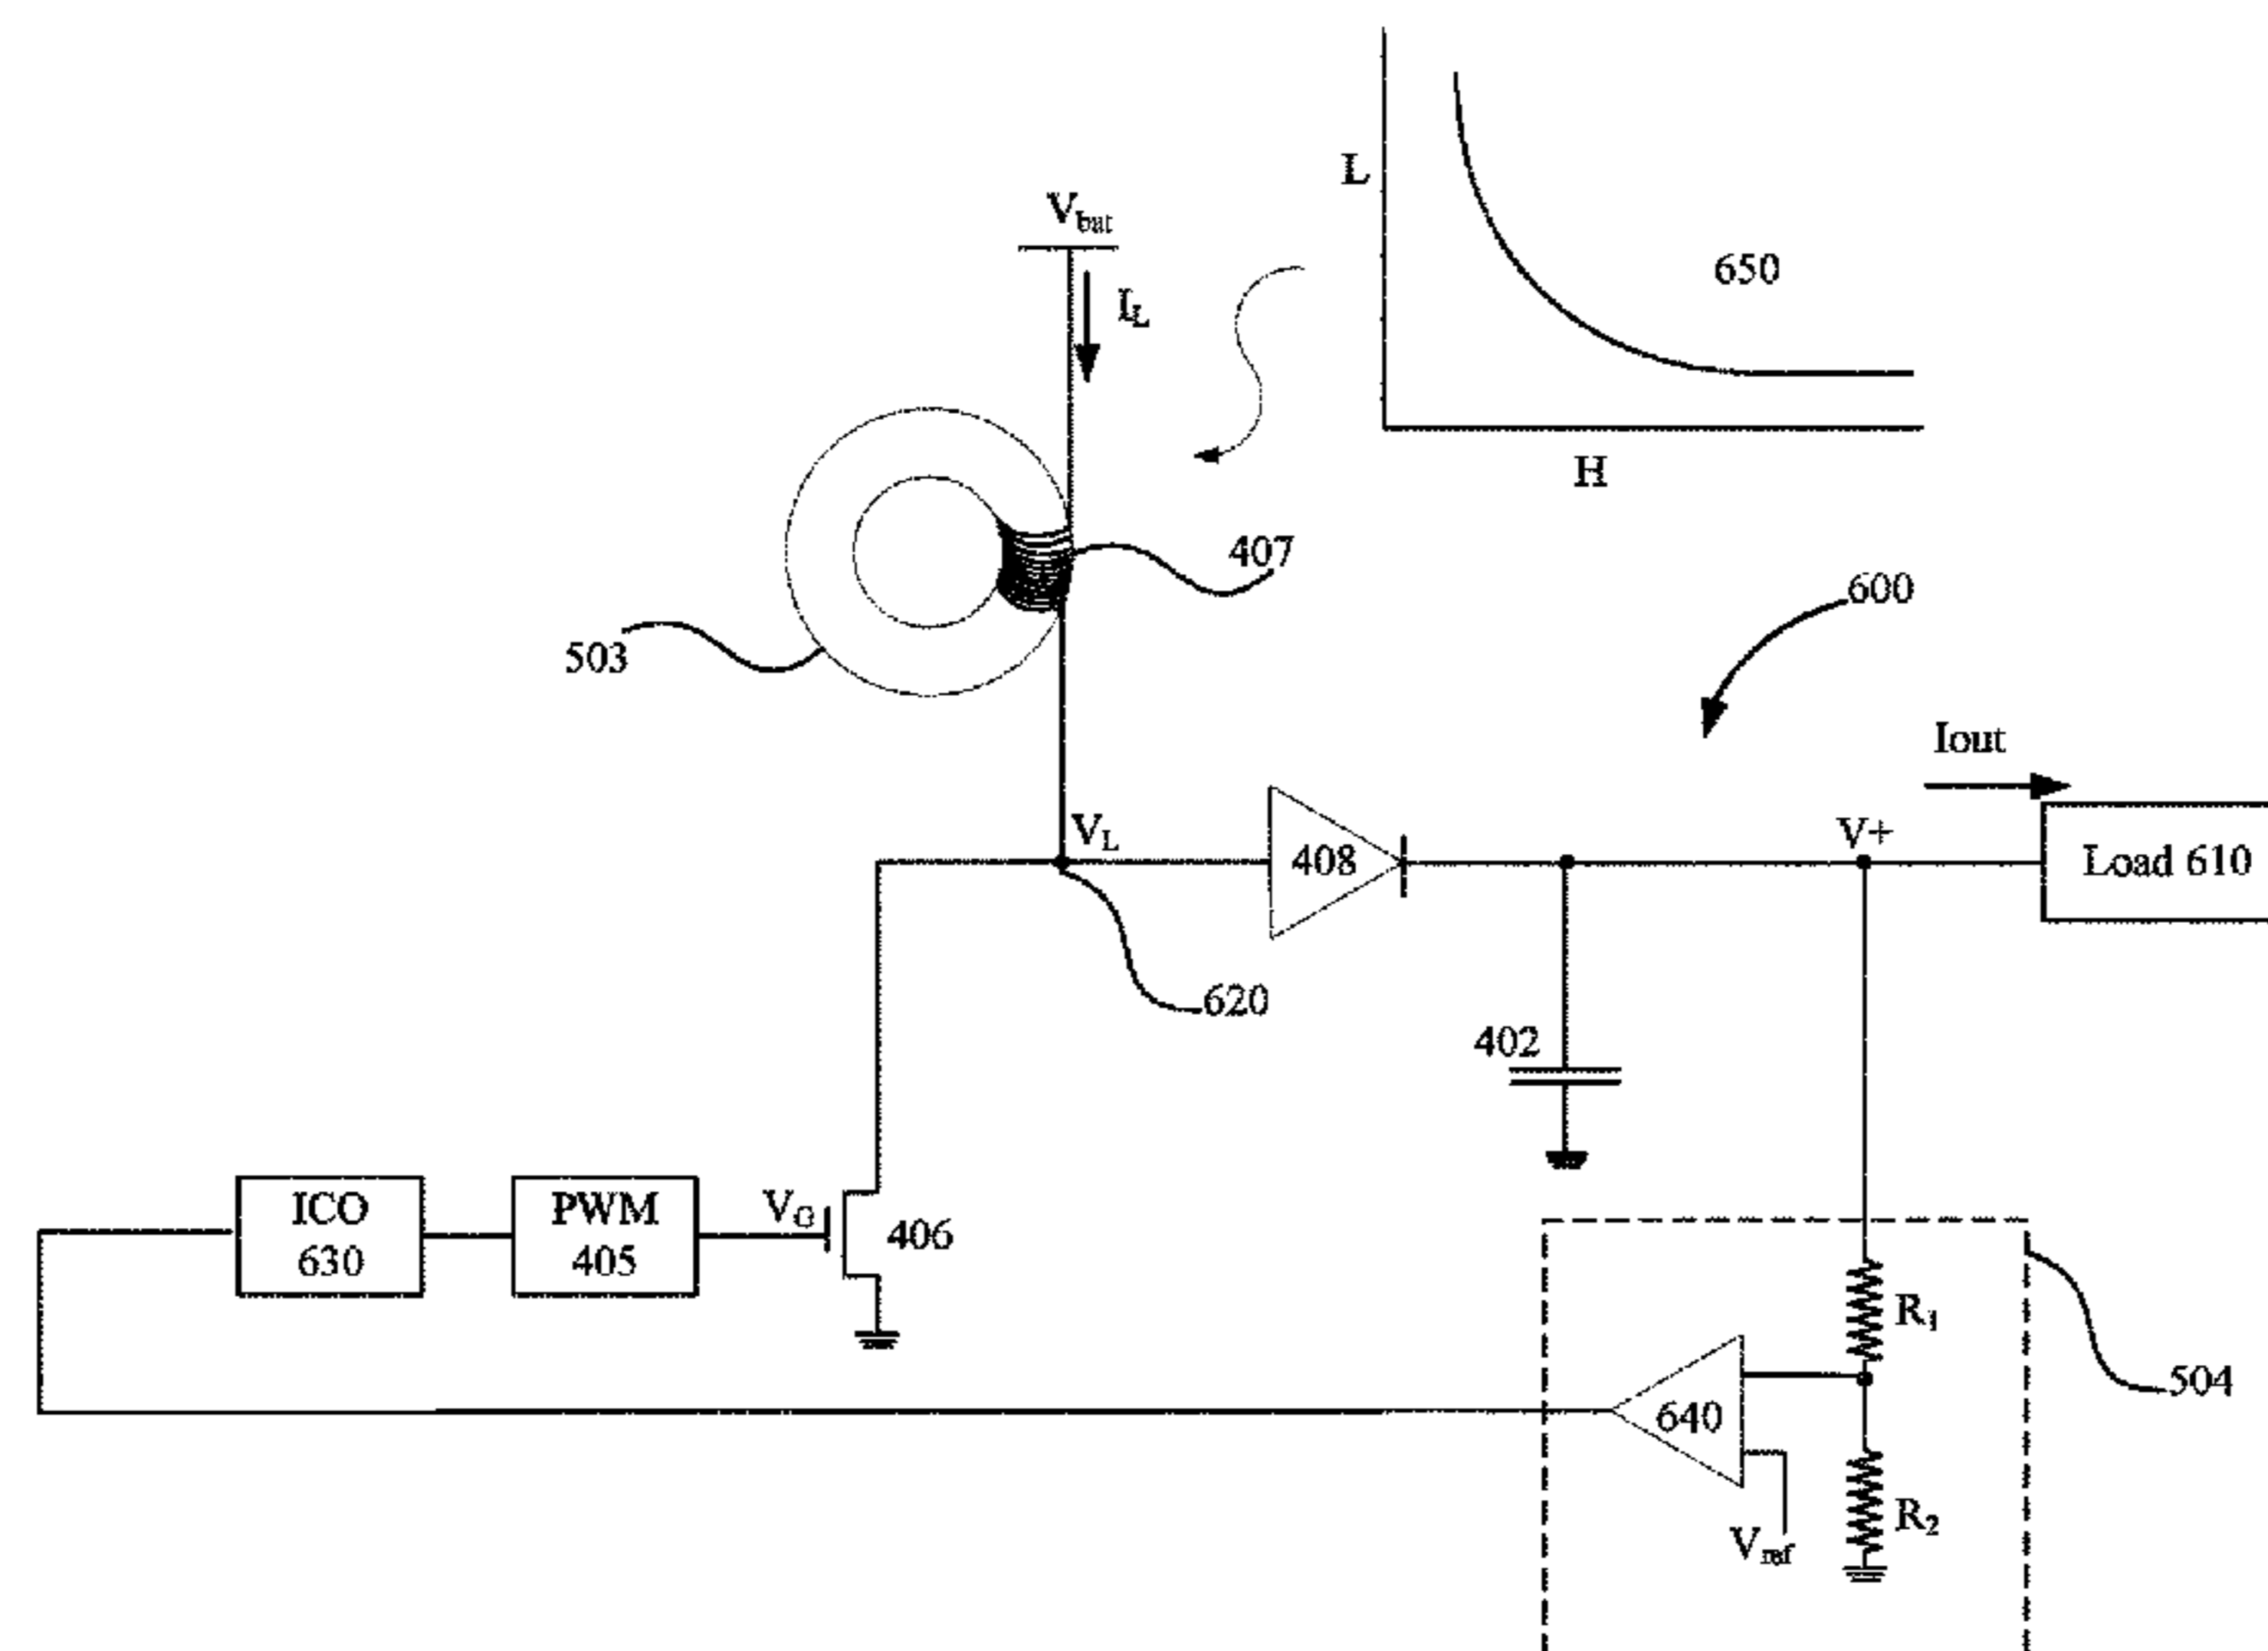 L
650
H
V_bat
I_L
407
503
600
Iout
V_L
408
V+
Load 610
620
402
ICO
630
PWM
405
V_G
406
R_1
504
640
R_2
V_ref